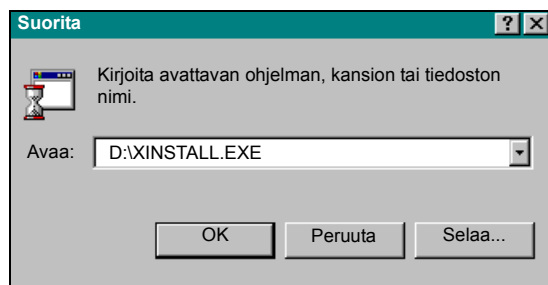 Suorita
Kirjoita avattavan ohjelman, kansion tai tiedoston
nimi.
Avaa: D:\XINSTALL.EXE
OK Peruuta Selaa...